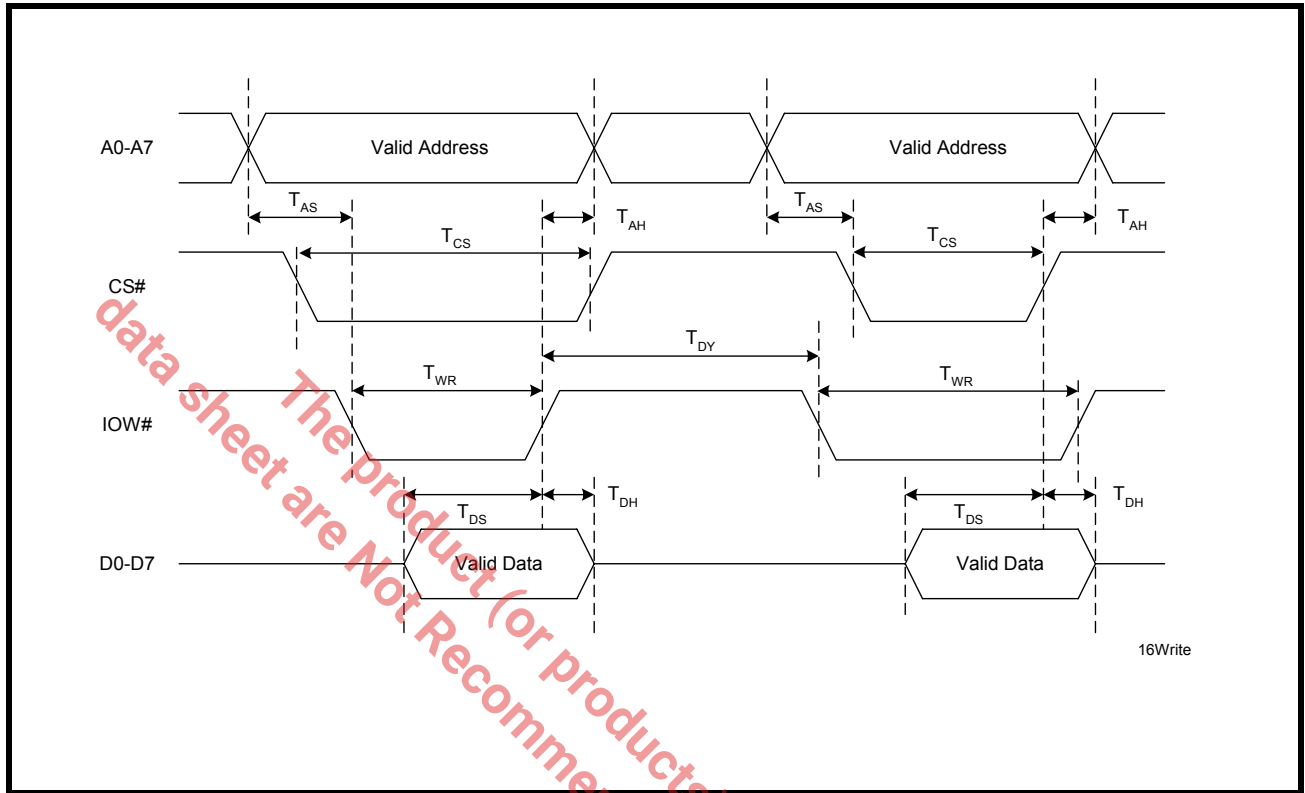 A0-A7
Valid Address
Valid Address
TAS
TAH
TAS
TAH
TCS
TCS
CS#
TDY
TWR
TWR
IOW#
TDS
TDH
TDS
TDH
D0-D7
Valid Data
Valid Data
16Write
The product (or products
data sheet are Not Recomme